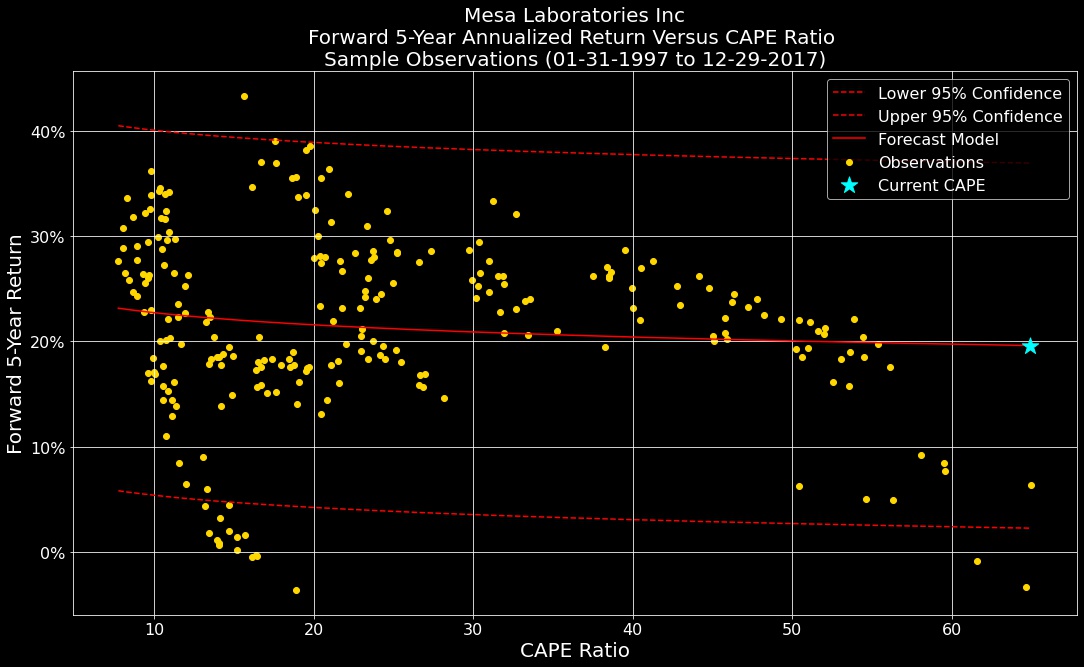 Mesa Laboratories Inc
Forward 5-Year Annualized Return Versus CAPE Ratio
Sample Observations (01-31-1997 to 12-29-2017)
Lower 95% Confidence
Upper 95% Confidence
Forecast Model
Observations
Current CAPE
Forward 5-Year Return
40%
30%
20%
10%
0%
10 20 30 40 50 60
CAPE Ratio